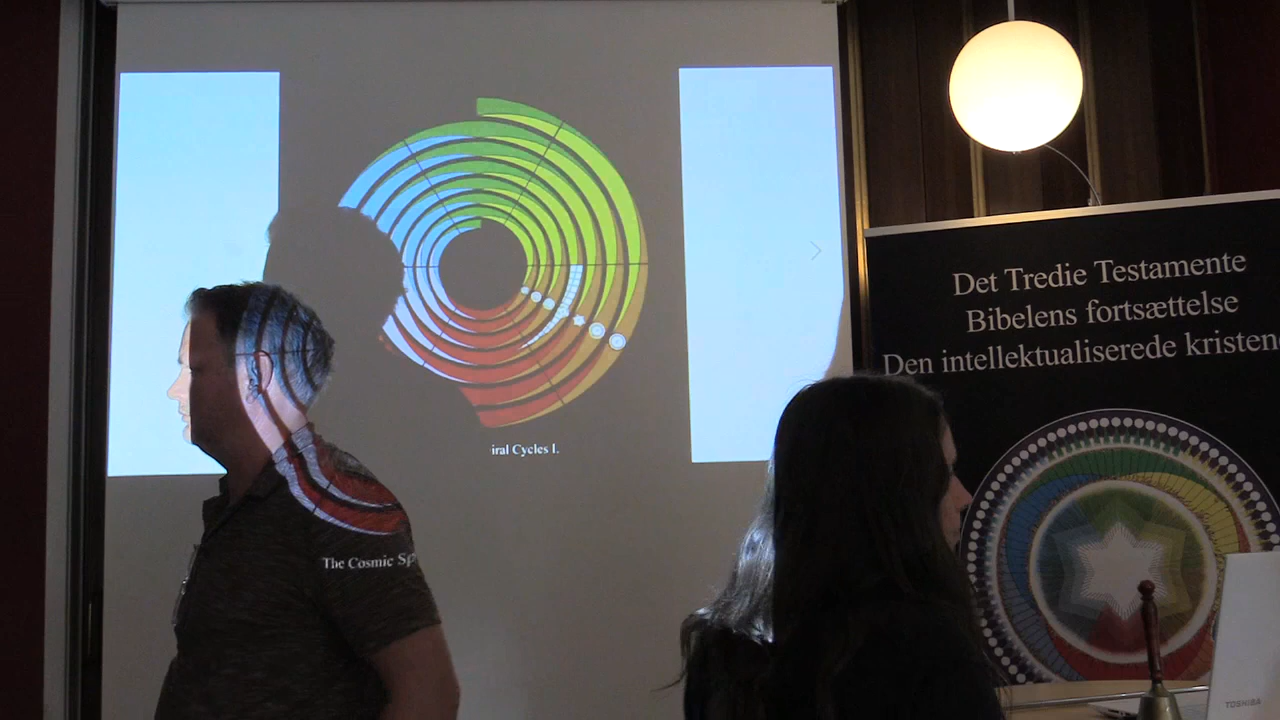 iral Cycles I.
The Cosmic Sp
Det Tredie Testamente
Bibelens fortsættelse
Den intellektualiserede kristen
TOSHIBA